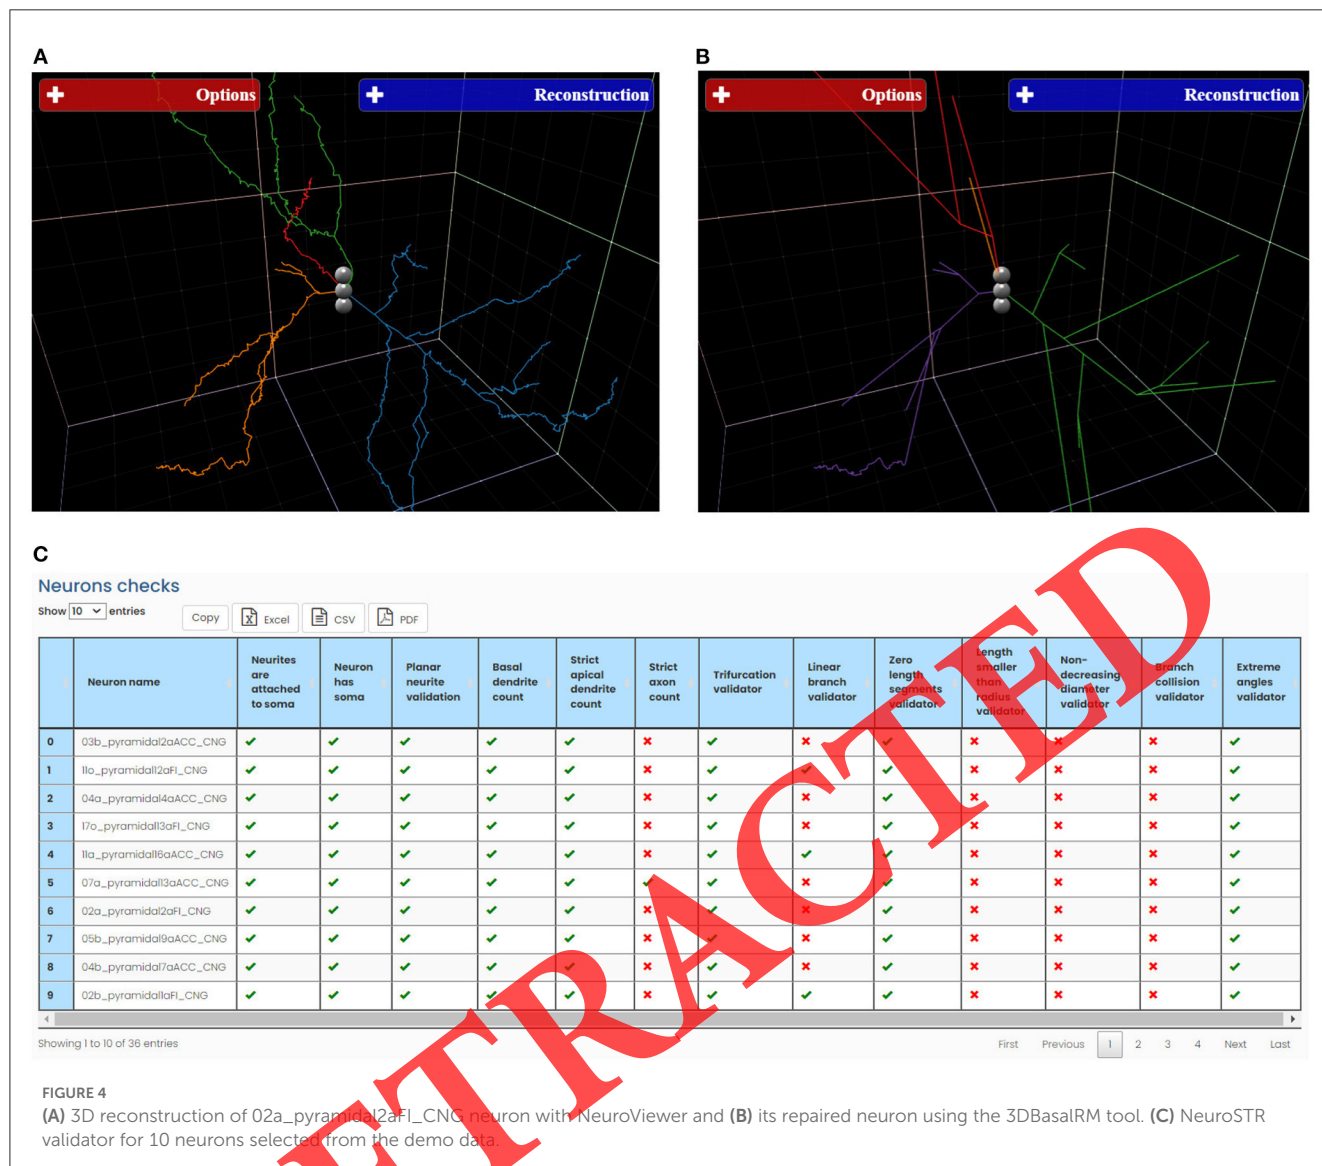 A
B
Options
Reconstruction
Options
Reconstruction
C
Neurons checks
Show 10 entries
Copy Excel CSV PDF
Neuron name
Neurites are attached to soma
Neuron has soma
Planar neurite validation
Basal dendrite count
Strict apical dendrite count
Strict axon count
Trifurcation validator
Linear branch validator
Zero length segments validator
Length smaller than radius validator
Non-decreasing diameter validator
Branch collision validator
Extreme angles validator
0 03b_pyramidal2aACC_CNG ✔ ✔ ✔ ✔ ✔ ✖ ✔ ✖ ✔ ✖ ✖ ✖ ✔
1 11o_pyramidal12aFI_CNG ✔ ✔ ✔ ✔ ✔ ✖ ✔ ✔ ✔ ✖ ✖ ✖ ✔
2 04a_pyramidal4aACC_CNG ✔ ✔ ✔ ✔ ✔ ✖ ✔ ✖ ✔ ✖ ✖ ✖ ✔
3 17o_pyramidal13aFI_CNG ✔ ✔ ✔ ✔ ✔ ✖ ✔ ✖ ✔ ✖ ✖ ✖ ✔
4 11a_pyramidal16aACC_CNG ✔ ✔ ✔ ✔ ✔ ✖ ✔ ✔ ✔ ✖ ✖ ✖ ✔
5 07a_pyramidal13aACC_CNG ✔ ✔ ✔ ✔ ✔ ✔ ✔ ✖ ✔ ✖ ✖ ✖ ✔
6 02a_pyramidal2aFI_CNG ✔ ✔ ✔ ✔ ✔ ✖ ✔ ✖ ✔ ✖ ✖ ✖ ✔
7 05b_pyramidal9aACC_CNG ✔ ✔ ✔ ✔ ✔ ✖ ✔ ✖ ✔ ✖ ✖ ✖ ✔
8 04b_pyramidal7aACC_CNG ✔ ✔ ✔ ✔ ✔ ✖ ✔ ✖ ✔ ✖ ✖ ✖ ✔
9 02b_pyramidal1aFI_CNG ✔ ✔ ✔ ✔ ✔ ✖ ✔ ✔ ✔ ✖ ✖ ✖ ✔
Showing 1 to 10 of 36 entries
First Previous 1 2 3 4 Next Last
FIGURE 4
(A) 3D reconstruction of 02a_pyramidal2aFI_CNG neuron with NeuroViewer and (B) its repaired neuron using the 3DBasalRM tool. (C) NeuroSTR
validator for 10 neurons selected from the demo data.
ETRACTED